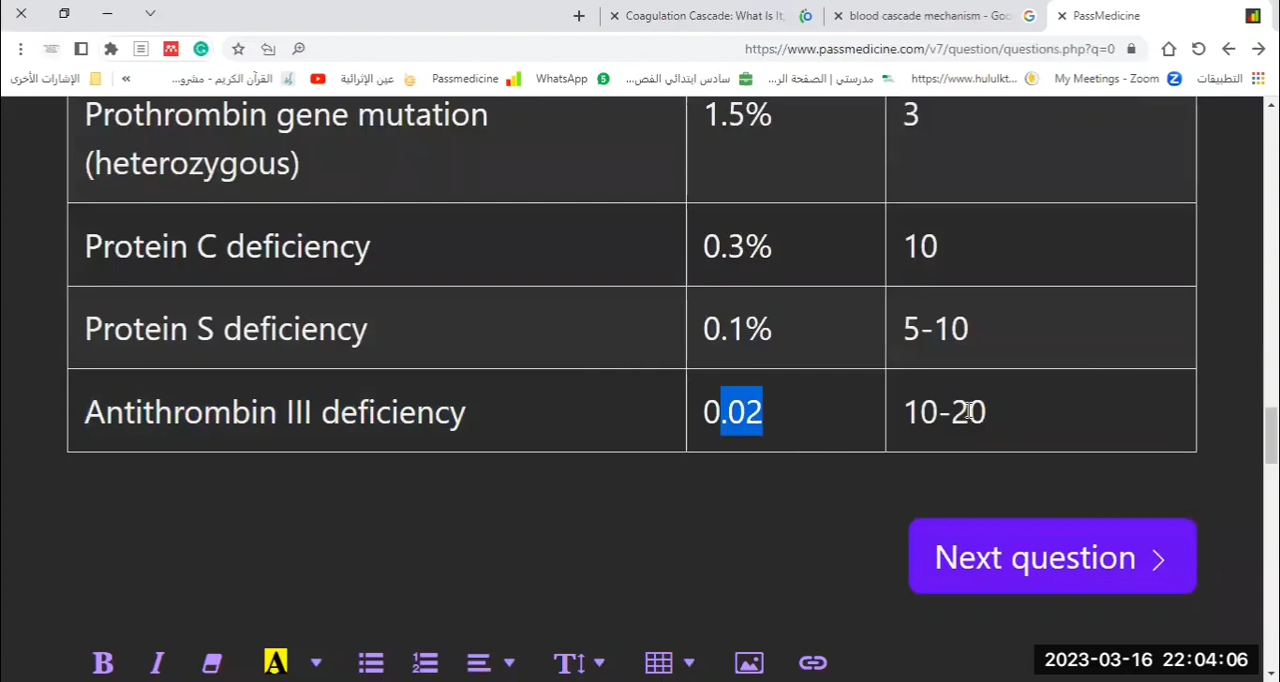 Coagulation Cascade: What Is It,
blood cascade mechanism - Goo
PassMedicine
https://www.passmedicine.com/v7/question/questions.php?q=0
الإشارات الأخرى
»
القرآن الكريم - مشرو...
عين الإثرائية
Passmedicine
WhatsApp
سادس ابتدائي الفص...
مدرستي | الصفحة الر...
https://www.hululkt...
My Meetings - Zoom
التطبيقات
Prothrombin gene mutation (heterozygous) 1.5% 3
Protein C deficiency 0.3% 10
Protein S deficiency 0.1% 5-10
Antithrombin III deficiency 0.02 10-20
Next question
B I A T
2023-03-16 22:04:06